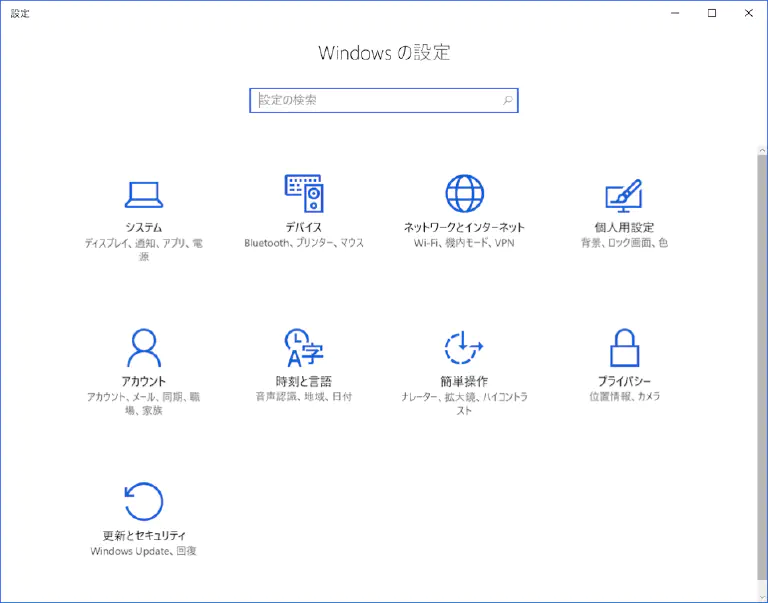 設定
Windows の設定
設定の検索
システム
ディスプレイ、通知、アプリ、電
源
デバイス
Bluetooth、プリンター、マウス
ネットワークとインターネット
Wi-Fi、機内モード、VPN
個人用設定
背景、ロック画面、色
アカウント
アカウント、メール、同期、職
場、家族
時刻と言語
音声認識、地域、日付
簡単操作
ナレーター、拡大鏡、ハイコントラ
スト
プライバシー
位置情報、カメラ
更新とセキュリティ
Windows Update、回復